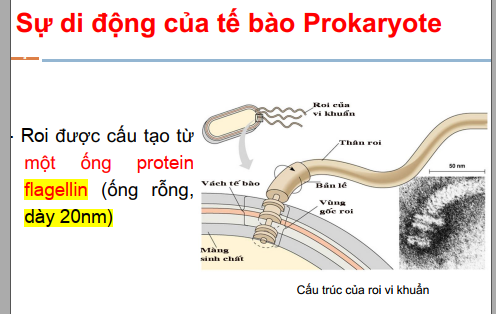 Sự di động của tế bào Prokaryote
- Roi được cấu tạo từ
một ống protein
flagellin (ống rỗng,
dày 20nm)
Roi của
vi khuẩn
Thân roi
50 nm
Vách tế bào
Bản lề
Vùng
gốc roi
Màng
sinh chất
Cấu trúc của roi vi khuẩn